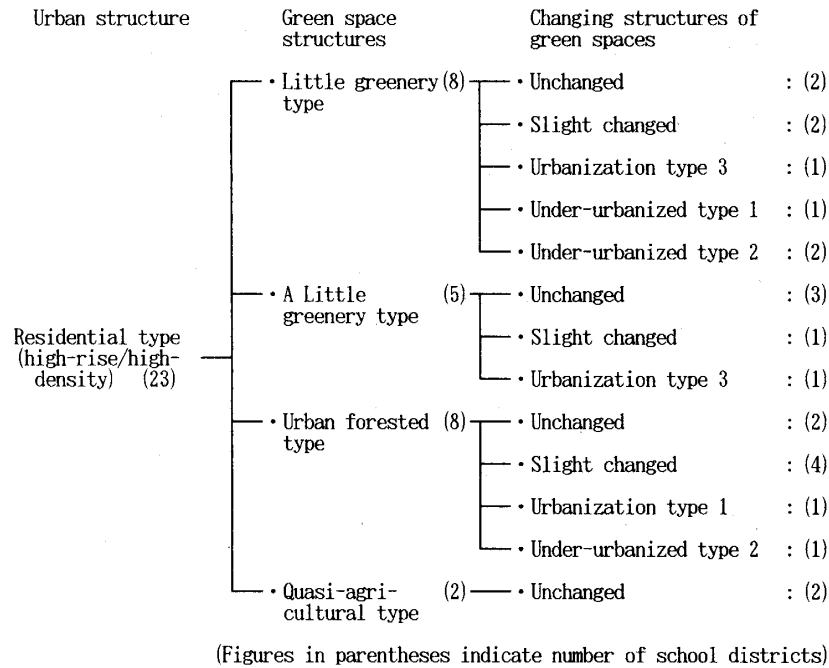 Urban structure Green space structures Changing structures of green spaces
• Little greenery type (8) • Unchanged : (2)
• Slight changed : (2)
• Urbanization type 3 : (1)
• Under-urbanized type 1 : (1)
• Under-urbanized type 2 : (2)
• A Little greenery type (5) • Unchanged : (3)
• Slight changed : (1)
• Urbanization type 3 : (1)
Residential type
(high-rise/high-
density) (23)
• Urban forested type (8) • Unchanged : (2)
• Slight changed : (4)
• Urbanization type 1 : (1)
• Under-urbanized type 2 : (1)
• Quasi-agri-
cultural type (2) • Unchanged : (2)
(Figures in parentheses indicate number of school districts)